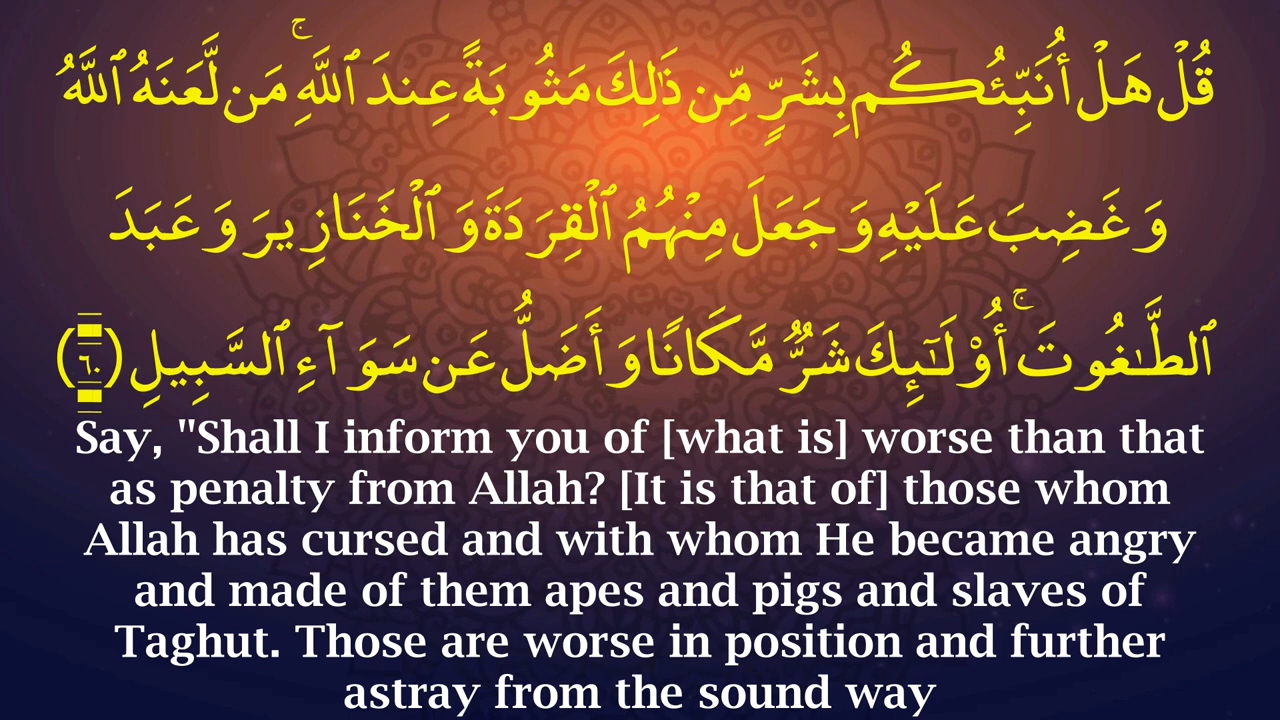 قُلْ هَلْ أُنَبِّئُكُم بِشَرٍّ مِّن ذَٰلِكَ مَثُوبَةً عِندَ ٱللَّهِ ۚ مَن لَّعَنَهُ ٱللَّهُ
وَغَضِبَ عَلَيْهِ وَجَعَلَ مِنْهُمُ ٱلْقِرَدَةَ وَٱلْخَنَازِيرَ وَعَبَدَ
ٱلطَّـٰغُوتَ ۚ أُوْلَـٰٓئِكَ شَرٌّ مَّكَانًا وَأَضَلُّ عَن سَوَآءِ ٱلسَّبِيلِ (٦٠)
Say, "Shall I inform you of [what is] worse than that
as penalty from Allah? [It is that of] those whom
Allah has cursed and with whom He became angry
and made of them apes and pigs and slaves of
Taghut. Those are worse in position and further
astray from the sound way